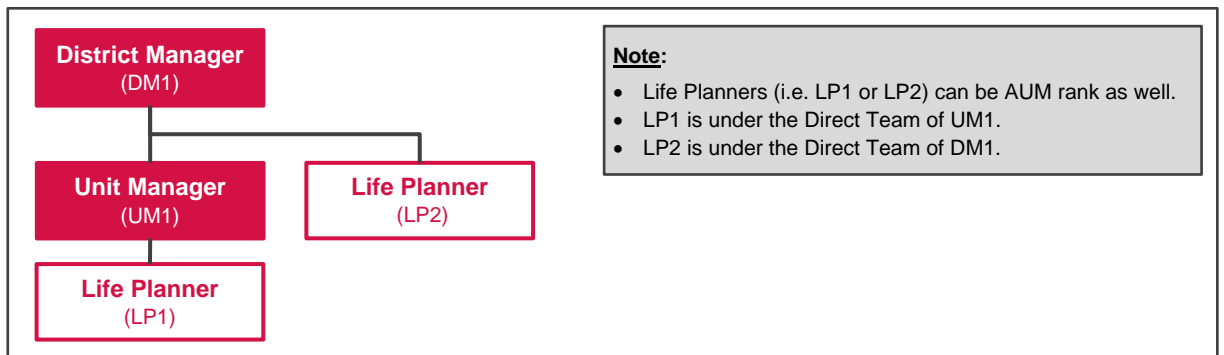 District Manager
(DM1)
Unit Manager
(UM1)
Life Planner
(LP2)
Life Planner
(LP1)
Note:
• Life Planners (i.e. LP1 or LP2) can be AUM rank as well.
• LP1 is under the Direct Team of UM1.
• LP2 is under the Direct Team of DM1.